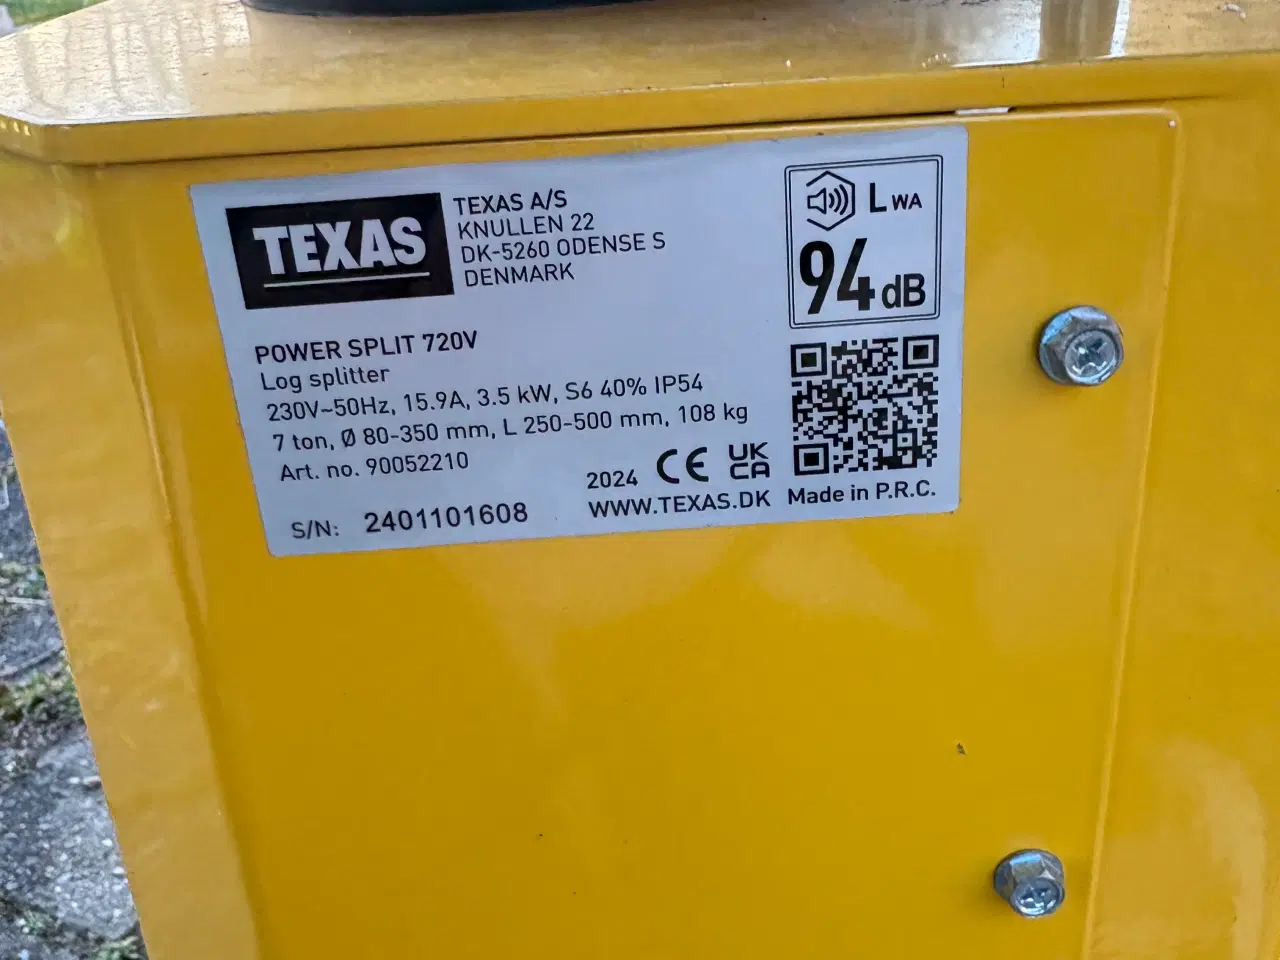 TEXAS
TEXAS A/S
KNULLEN 22
DK-5260 ODENSE S
DENMARK
LWA
94 dB
POWER SPLIT 720V
Log splitter
230V~50Hz, 15.9A, 3.5 kW, S6 40% IP54
7 ton, Ø 80-350 mm, L 250-500 mm, 108 kg
Art. no. 90052210
2024 CE UK CA
S/N: 2401101608
WWW.TEXAS.DK
Made in P.R.C.